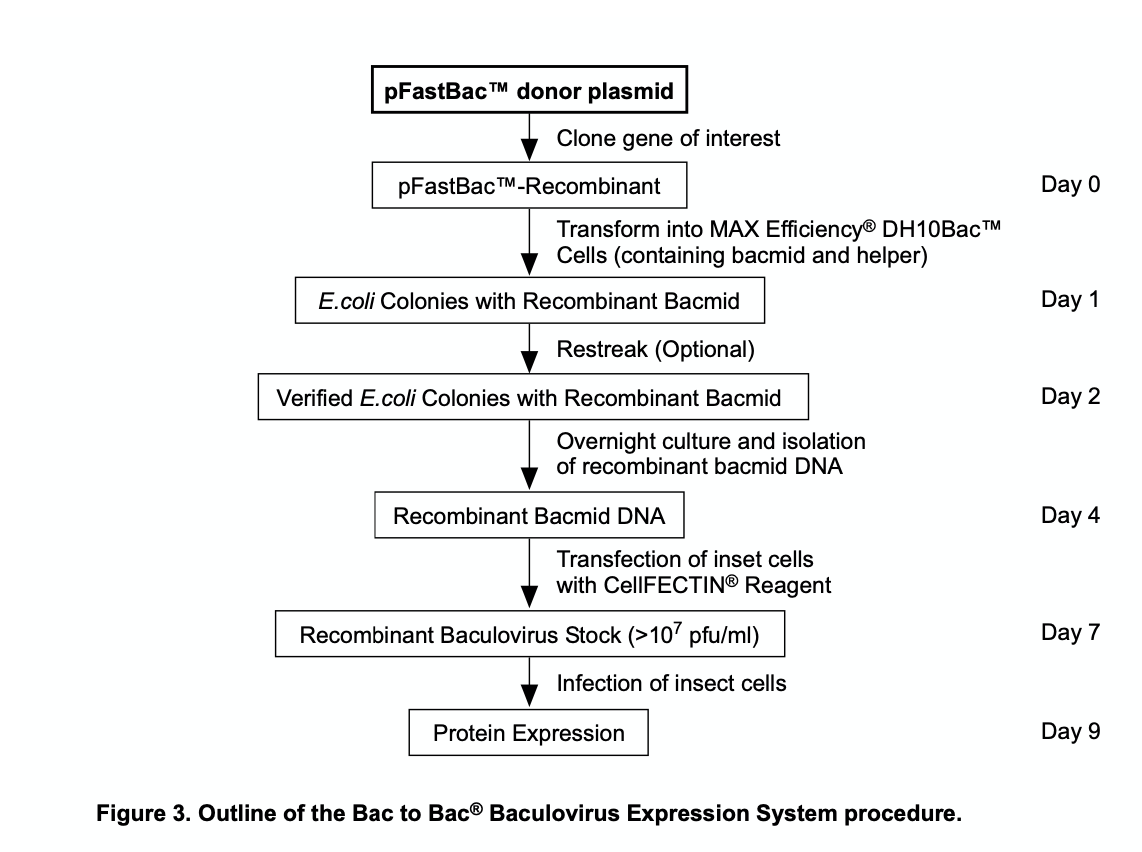 pFastBac™ donor plasmid
Clone gene of interest
pFastBac™-Recombinant
Day 0
Transform into MAX Efficiency® DH10Bac™
Cells (containing bacmid and helper)
E.coli Colonies with Recombinant Bacmid
Day 1
Restreak (Optional)
Verified E.coli Colonies with Recombinant Bacmid
Day 2
Overnight culture and isolation
of recombinant bacmid DNA
Recombinant Bacmid DNA
Day 4
Transfection of inset cells
with CellFECTIN® Reagent
Recombinant Baculovirus Stock (>10⁷ pfu/ml)
Day 7
Infection of insect cells
Protein Expression
Day 9
Figure 3. Outline of the Bac to Bac® Baculovirus Expression System procedure.